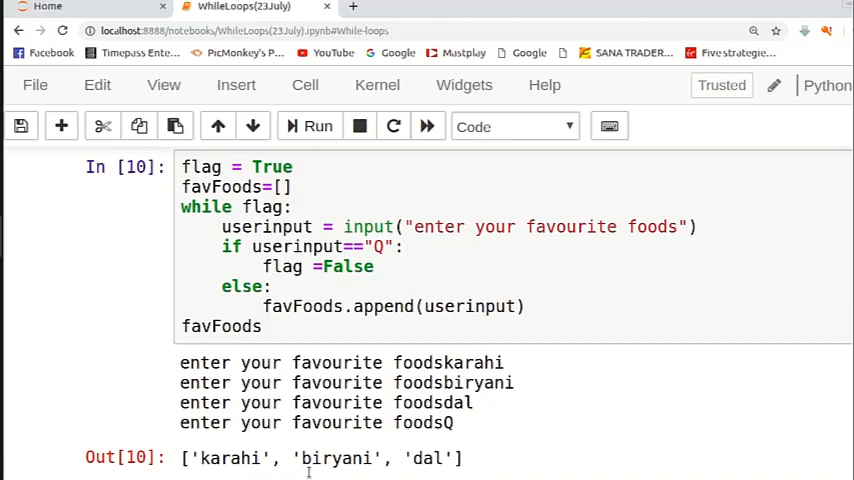 Home
WhileLoops(23July)
localhost:8888/notebooks/WhileLoops(23July).ipynb#While-loops
Facebook Timepass Ente... PicMonkey's P... YouTube Google Mastplay Google SANA TRADER... Five strategie...
File Edit View Insert Cell Kernel Widgets Help Trusted Python
Run Code
In [10]: flag = True
favFoods=[]
while flag:
userinput = input("enter your favourite foods")
if userinput=="Q":
flag =False
else:
favFoods.append(userinput)
favFoods
enter your favourite foodskarahi
enter your favourite foodsbiryani
enter your favourite foodsdal
enter your favourite foodsQ
Out[10]: ['karahi', 'biryani', 'dal']